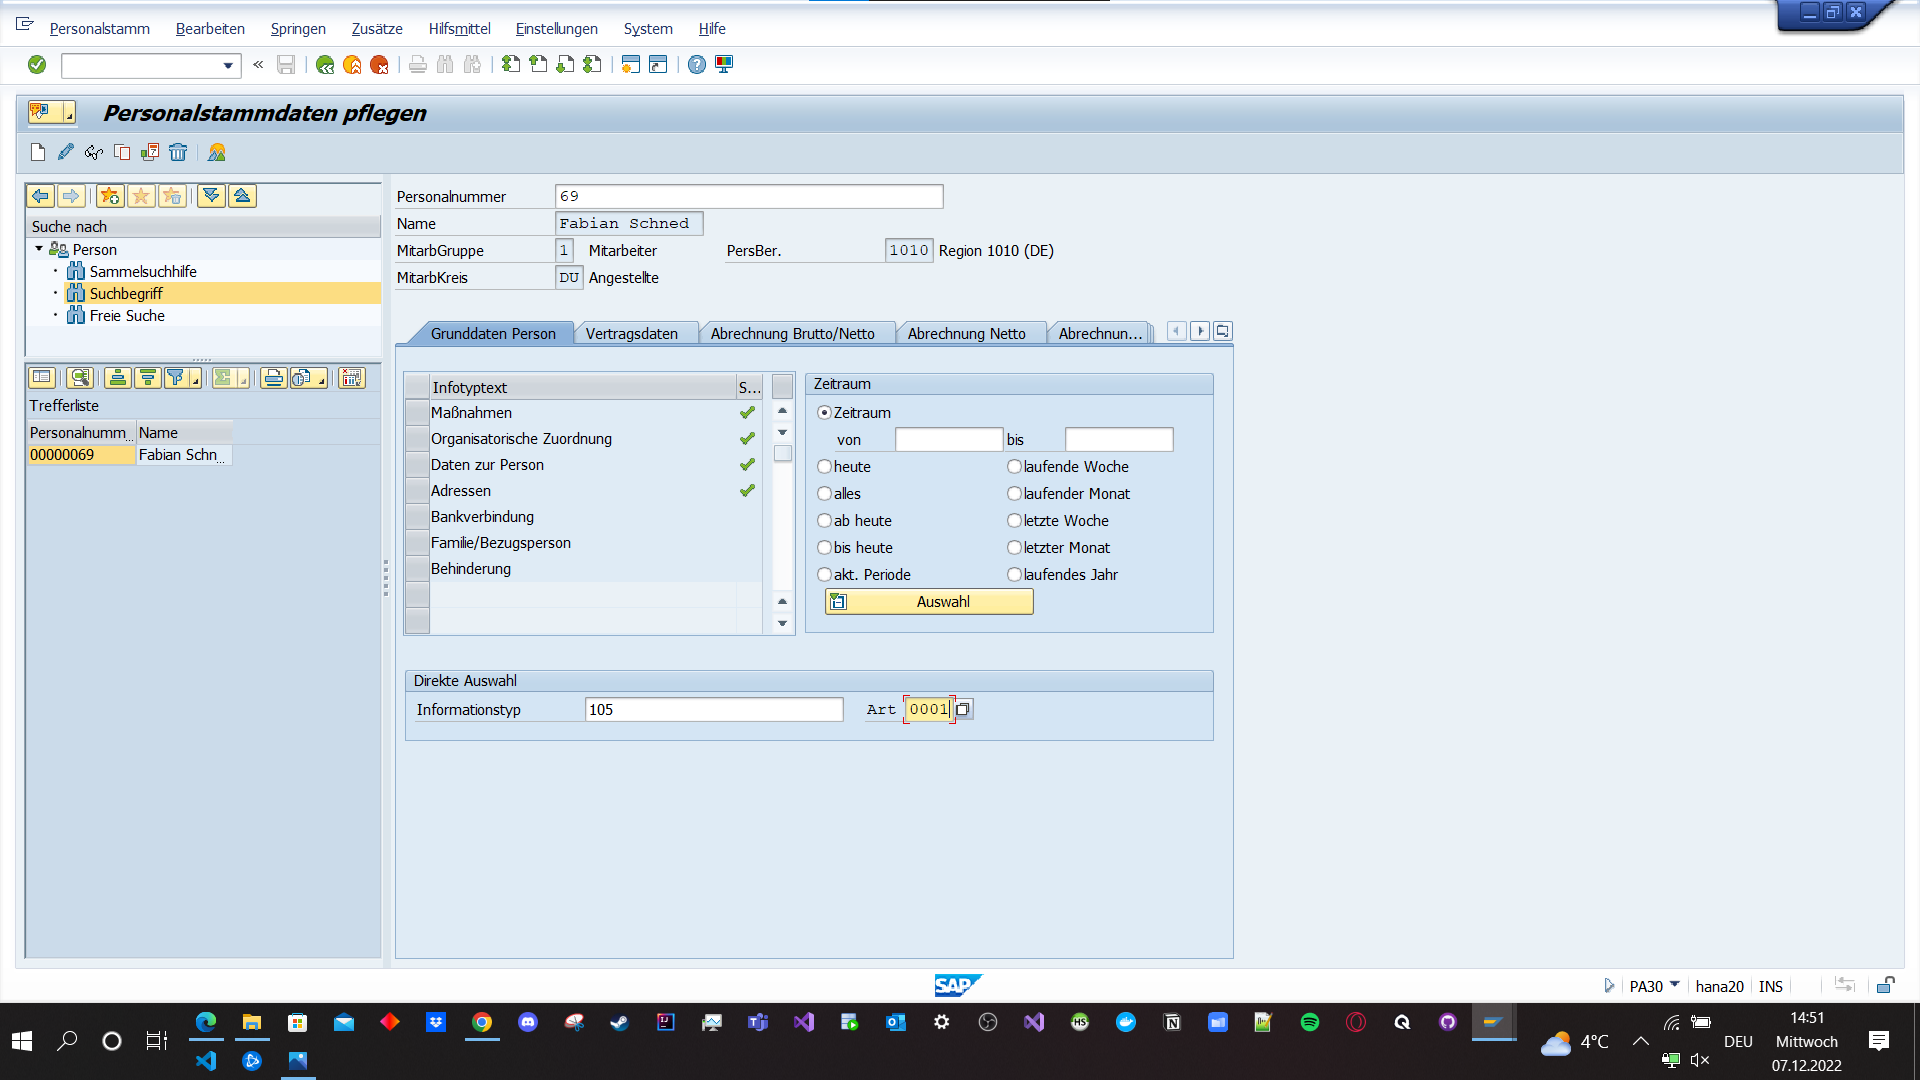 Personalstamm Bearbeiten Springen Zusätze Hilfsmittel Einstellungen System Hilfe
Personalstammdaten pflegen
Suche nach
Person
Sammelsuchhilfe
Suchbegriff
Freie Suche
Trefferliste
Personalnumm... Name
00000069 Fabian Schn...
Personalnummer 69
Name Fabian Schned
MitarbGruppe 1 Mitarbeiter PersBer. 1010 Region 1010 (DE)
MitarbKreis DU Angestellte
Grunddaten Person Vertragsdaten Abrechnung Brutto/Netto Abrechnung Netto Abrechnun...
Infotyptext S...
Maßnahmen
Organisatorische Zuordnung
Daten zur Person
Adressen
Bankverbindung
Familie/Bezugsperson
Behinderung
Zeitraum
Zeitraum
von bis
heute laufende Woche
alles laufender Monat
ab heute letzte Woche
bis heute letzter Monat
akt. Periode laufendes Jahr
Auswahl
Direkte Auswahl
Informationstyp 105 Art 0001
SAP
PA30 hana20 INS
4°C
DEU
14:51
Mittwoch
07.12.2022